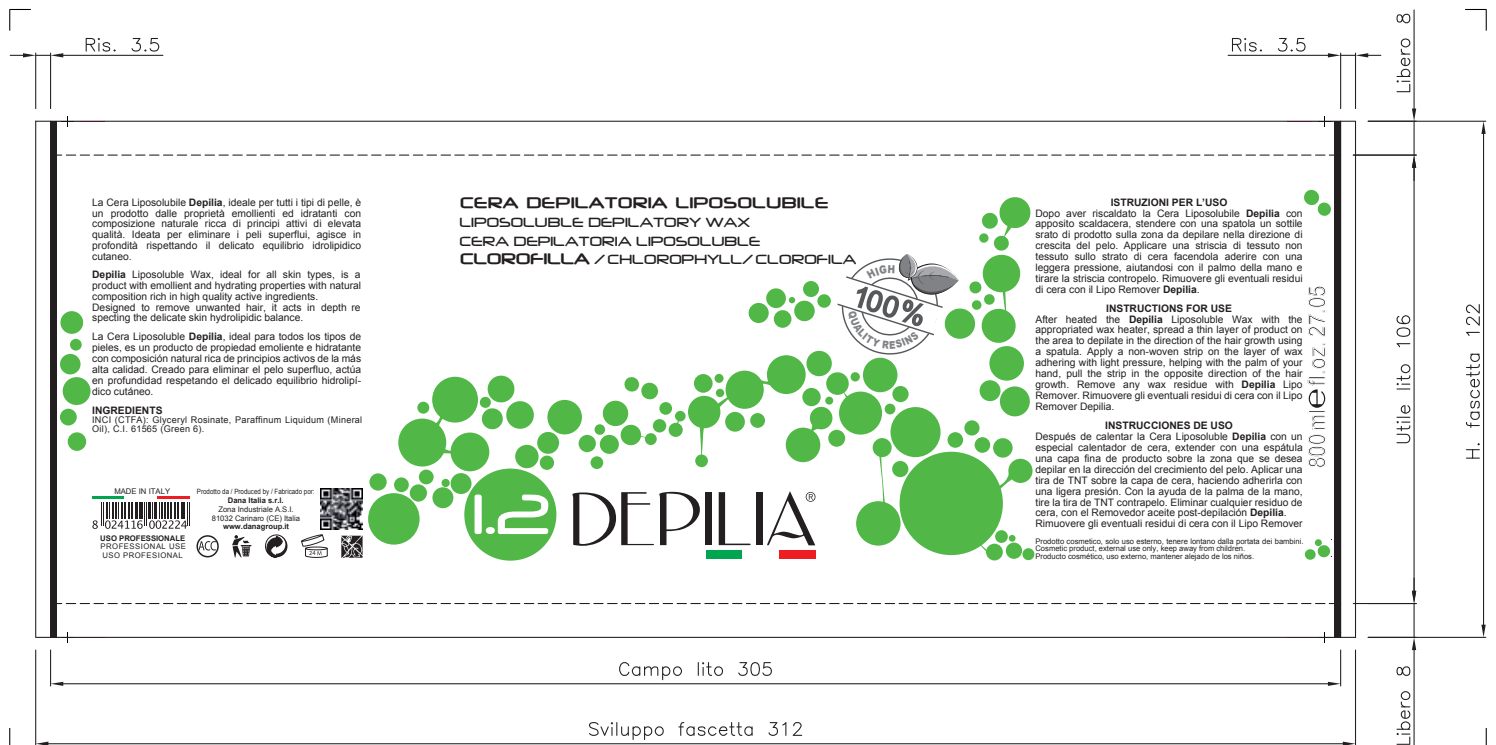 Ris. 3.5
Ris. 3.5
Libero 8
La Cera Liposolubile Depilia, ideale per tutti i tipi di pelle, è
un prodotto dalle proprietà emollienti ed idratanti con
composizione naturale ricca di principi attivi di elevata
qualità. Ideata per eliminare i peli superflui, agisce in
profondità rispettando il delicato equilibrio idrolipidico
cutaneo.
Depilia Liposoluble Wax, ideal for all skin types, is a
product with emollient and hydrating properties with natural
composition rich in high quality active ingredients.
Designed to remove unwanted hair, it acts in depth re
specting the delicate skin hydrolipidic balance.
La Cera Liposoluble Depilia, ideal para todos los tipos de
pieles, es un producto de propiedad emoliente e hidratante
con composición natural rica de principios activos de la más
alta calidad. Creado para eliminar el pelo superfluo, actúa
en profundidad respetando el delicado equilibrio hidrolipí-
dico cutáneo.
INGREDIENTS
INCI (CTFA): Glyceryl Rosinate, Paraffinum Liquidum (Mineral
Oil), C.I. 61565 (Green 6).
MADE IN ITALY
8 024116 002224
USO PROFESSIONALE
PROFESSIONAL USE
USO PROFESIONAL
Prodotto da / Produced by / Fabricado por:
Dana Italia s.r.l.
Zona Industriale A.S.I.
81032 Carinaro (CE) Italia
www.danagroup.it
ACC
24 M
CERA DEPILATORIA LIPOSOLUBILE
LIPOSOLUBLE DEPILATORY WAX
CERA DEPILATORIA LIPOSOLUBLE
CLOROFILLA /CHLOROPHYLL/CLOROFILA
HIGH
100%
QUALITY RESINS
1.2 DEPILIA®
ISTRUZIONI PER L'USO
Dopo aver riscaldato la Cera Liposolubile Depilia con
apposito scaldacera, stendere con una spatola un sottile
srato di prodotto sulla zona da depilare nella direzione di
crescita del pelo. Applicare una striscia di tessuto non
tessuto sullo strato di cera facendola aderire con una
leggera pressione, aiutandosi con il palmo della mano e
tirare la striscia contropelo. Rimuovere gli eventuali residui
di cera con il Lipo Remover Depilia.
INSTRUCTIONS FOR USE
After heated the Depilia Liposoluble Wax with the
appropriated wax heater, spread a thin layer of product on
the area to depilate in the direction of the hair growth using
a spatula. Apply a non-woven strip on the layer of wax
adhering with light pressure, helping with the palm of your
hand, pull the strip in the opposite direction of the hair
growth. Remove any wax residue with Depilia Lipo
Remover. Rimuovere gli eventuali residui di cera con il Lipo
Remover Depilia.
INSTRUCCIONES DE USO
Después de calentar la Cera Liposoluble Depilia con un
especial calentador de cera, extender con una espátula
una capa fina de producto sobre la zona que se desea
depilar en la dirección del crecimiento del pelo. Aplicar una
tira de TNT sobre la capa de cera, haciendo adherirla con
una ligera presión. Con la ayuda de la palma de la mano,
tire la tira de TNT contrapelo. Eliminar cualquier residuo de
cera, con el Removedor aceite post-depilación Depilia.
Rimuovere gli eventuali residui di cera con il Lipo Remover
Prodotto cosmetico, solo uso esterno, tenere lontano dalla portata dei bambini.
Cosmetic product, external use only, keep away from children.
Producto cosmético, uso externo, mantener alejado de los niños.
800ml e fl.oz. 27.05
Utile lito 106
H. fascetta 122
Libero 8
Campo lito 305
Sviluppo fascetta 312